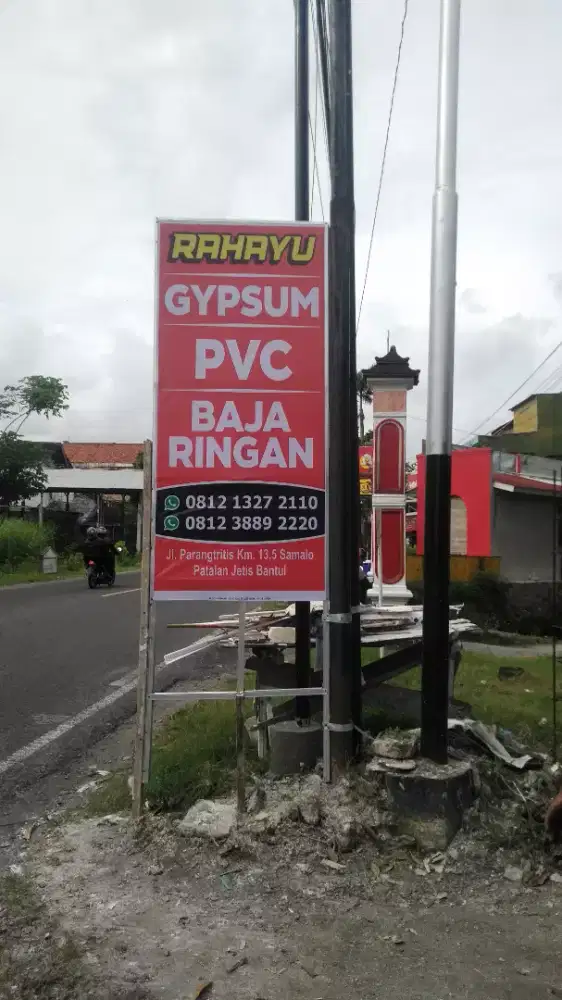 RAHAYU
GYPSUM
PVC
BAJA
RINGAN
0812 1327 2110
0812 3889 2220
Jl. Parangtritis Km. 13,5 Samalo
Patalan Jetis Bantul